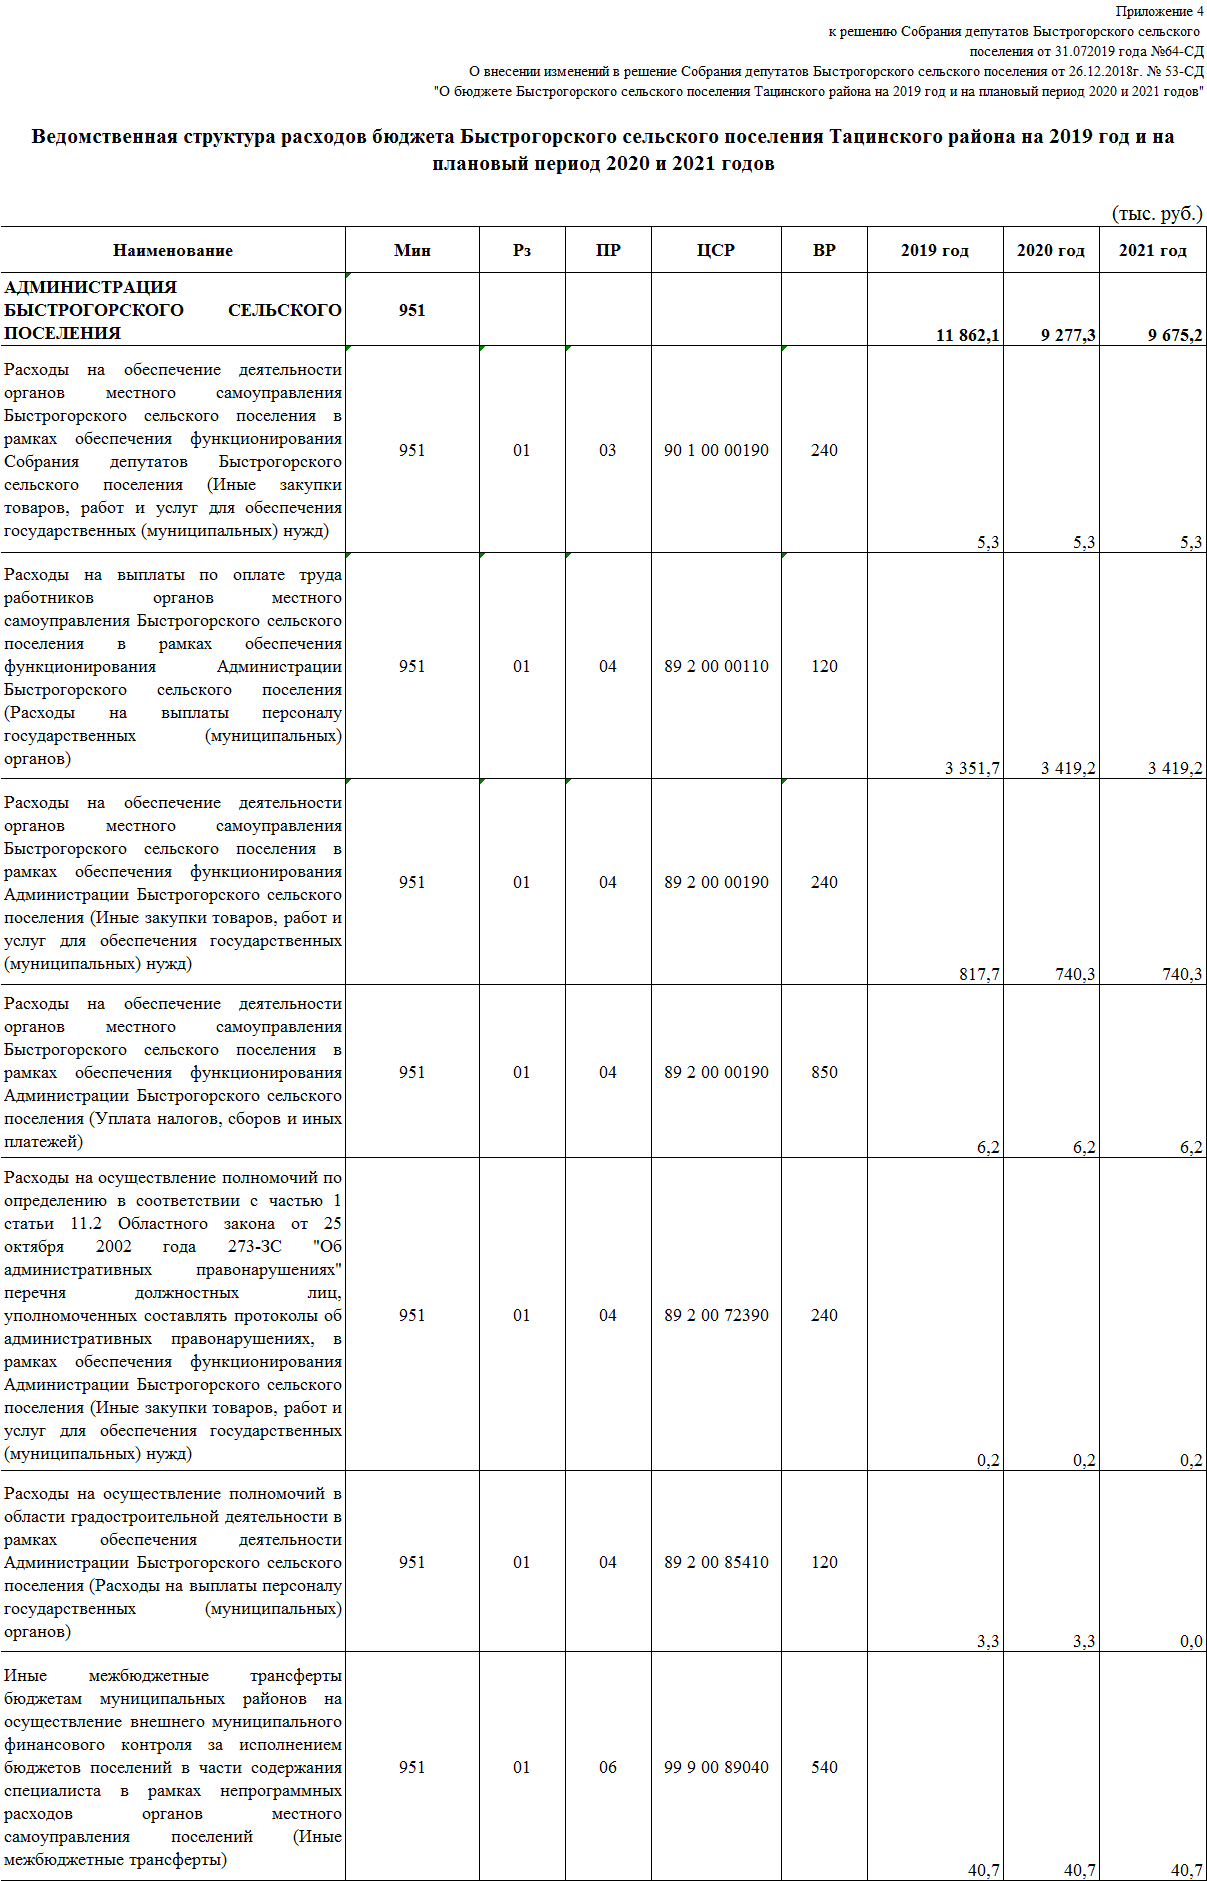 Приложение 4
к решению Собрания депутатов Быстрогорского сельского
поселения от 31.072019 года №64-СД
О внесении изменений в решение Собрания депутатов Быстрогорского сельского поселения от 26.12.2018г. № 53-СД
"О бюджете Быстрогорского сельского поселения Тацинского района на 2019 год и на плановый период 2020 и 2021 годов"
Ведомственная структура расходов бюджета Быстрогорского сельского поселения Тацинского района на 2019 год и на
плановый период 2020 и 2021 годов
(тыс. руб.)
Наименование Мин Рз ПР ЦСР ВР 2019 год 2020 год 2021 год
АДМИНИСТРАЦИЯ
БЫСТРОГОРСКОГО СЕЛЬСКОГО
ПОСЕЛЕНИЯ
951
11 862,1 9 277,3 9 675,2
Расходы на обеспечение деятельности
органов местного самоуправления
Быстрогорского сельского поселения в
рамках обеспечения функционирования
Собрания депутатов Быстрогорского
сельского поселения (Иные закупки
товаров, работ и услуг для обеспечения
государственных (муниципальных) нужд)
951 01 03 90 1 00 00190 240
5,3 5,3 5,3
Расходы на выплаты по оплате труда
работников органов местного
самоуправления Быстрогорского сельского
поселения в рамках обеспечения
функционирования Администрации
Быстрогорского сельского поселения
(Расходы на выплаты персоналу
государственных (муниципальных)
органов)
951 01 04 89 2 00 00110 120
3 351,7 3 419,2 3 419,2
Расходы на обеспечение деятельности
органов местного самоуправления
Быстрогорского сельского поселения в
рамках обеспечения функционирования
Администрации Быстрогорского сельского
поселения (Иные закупки товаров, работ и
услуг для обеспечения государственных
(муниципальных) нужд)
951 01 04 89 2 00 00190 240
817,7 740,3 740,3
Расходы на обеспечение деятельности
органов местного самоуправления
Быстрогорского сельского поселения в
рамках обеспечения функционирования
Администрации Быстрогорского сельского
поселения (Уплата налогов, сборов и иных
платежей)
951 01 04 89 2 00 00190 850
6,2 6,2 6,2
Расходы на осуществление полномочий по
определению в соответствии с частью 1
статьи 11.2 Областного закона от 25
октября 2002 года 273-ЗС "Об
административных правонарушениях"
перечня должностных лиц,
уполномоченных составлять протоколы об
административных правонарушениях, в
рамках обеспечения функционирования
Администрации Быстрогорского сельского
поселения (Иные закупки товаров, работ и
услуг для обеспечения государственных
(муниципальных) нужд)
951 01 04 89 2 00 72390 240
0,2 0,2 0,2
Расходы на осуществление полномочий в
области градостроительной деятельности в
рамках обеспечения деятельности
Администрации Быстрогорского сельского
поселения (Расходы на выплаты персоналу
государственных (муниципальных)
органов)
951 01 04 89 2 00 85410 120
3,3 3,3 0,0
Иные межбюджетные трансферты
бюджетам муниципальных районов на
осуществление внешнего муниципального
финансового контроля за исполнением
бюджетов поселений в части содержания
специалиста в рамках непрограммных
расходов органов местного
самоуправления поселений (Иные
межбюджетные трансферты)
951 01 06 99 9 00 89040 540
40,7 40,7 40,7